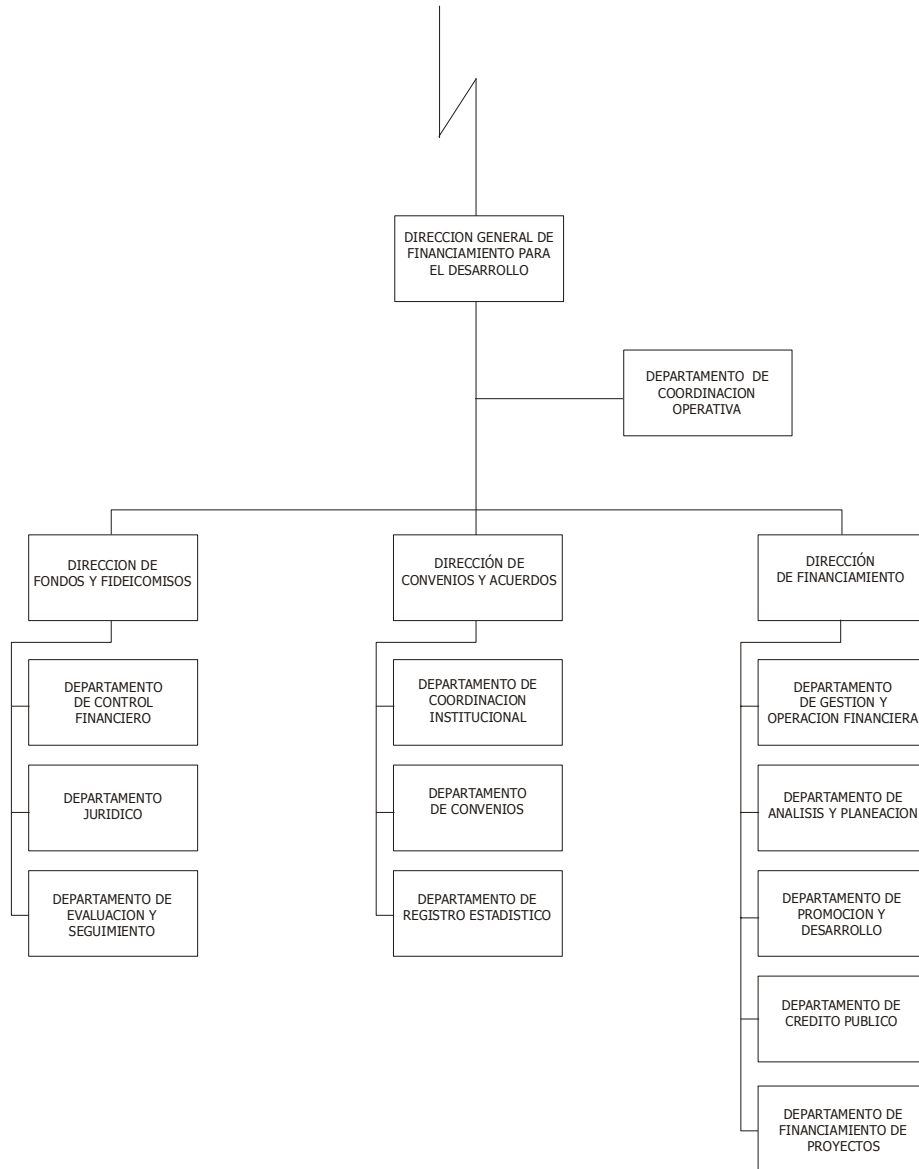 DIRECCION GENERAL DE
FINANCIAMIENTO PARA
EL DESARROLLO
DEPARTAMENTO DE
COORDINACION
OPERATIVA
DIRECCION DE
FONDOS Y FIDEICOMISOS
DIRECCIÓN DE
CONVENIOS Y ACUERDOS
DIRECCIÓN
DE FINANCIAMIENTO
DEPARTAMENTO
DE CONTROL
FINANCIERO
DEPARTAMENTO
JURIDICO
DEPARTAMENTO DE
EVALUACION Y
SEGUIMIENTO
DEPARTAMENTO DE
COORDINACION
INSTITUCIONAL
DEPARTAMENTO
DE CONVENIOS
DEPARTAMENTO DE
REGISTRO ESTADISTICO
DEPARTAMENTO
DE GESTION Y
OPERACION FINANCIERA
DEPARTAMENTO DE
ANALISIS Y PLANEACION
DEPARTAMENTO DE
PROMOCION Y
DESARROLLO
DEPARTAMENTO DE
CREDITO PUBLICO
DEPARTAMENTO DE
FINANCIAMIENTO DE
PROYECTOS